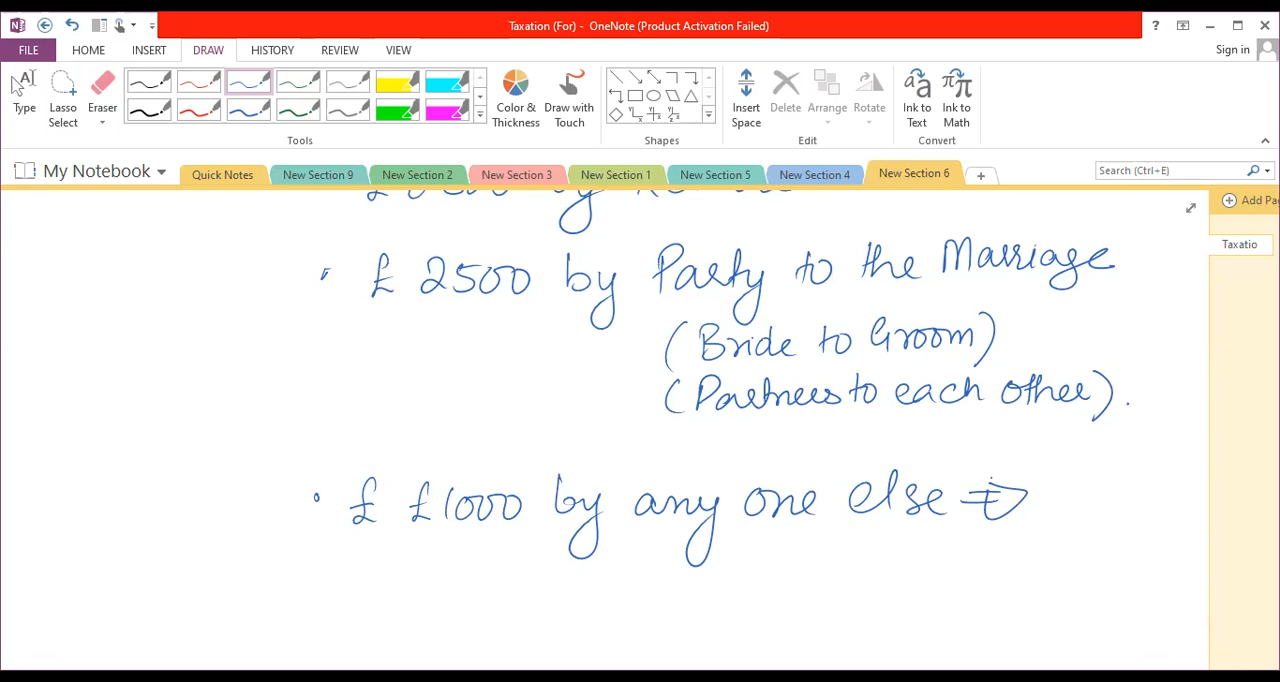 Taxation (For) - OneNote (Product Activation Failed)
FILE HOME INSERT DRAW HISTORY REVIEW VIEW Sign in
Type Lasso Select Eraser Color & Thickness Draw with Touch Insert Space Delete Arrange Rotate Ink to Text Ink to Math
Tools Shapes Edit Convert
My Notebook Quick Notes New Section 9 New Section 2 New Section 3 New Section 1 New Section 5 New Section 4 New Section 6 Search (Ctrl+E)
Add Pag
Taxatio
by
£ 2500 by Party to the Marriage
(Bride to Groom)
(Partners to each other).
£ £1000 by any one else